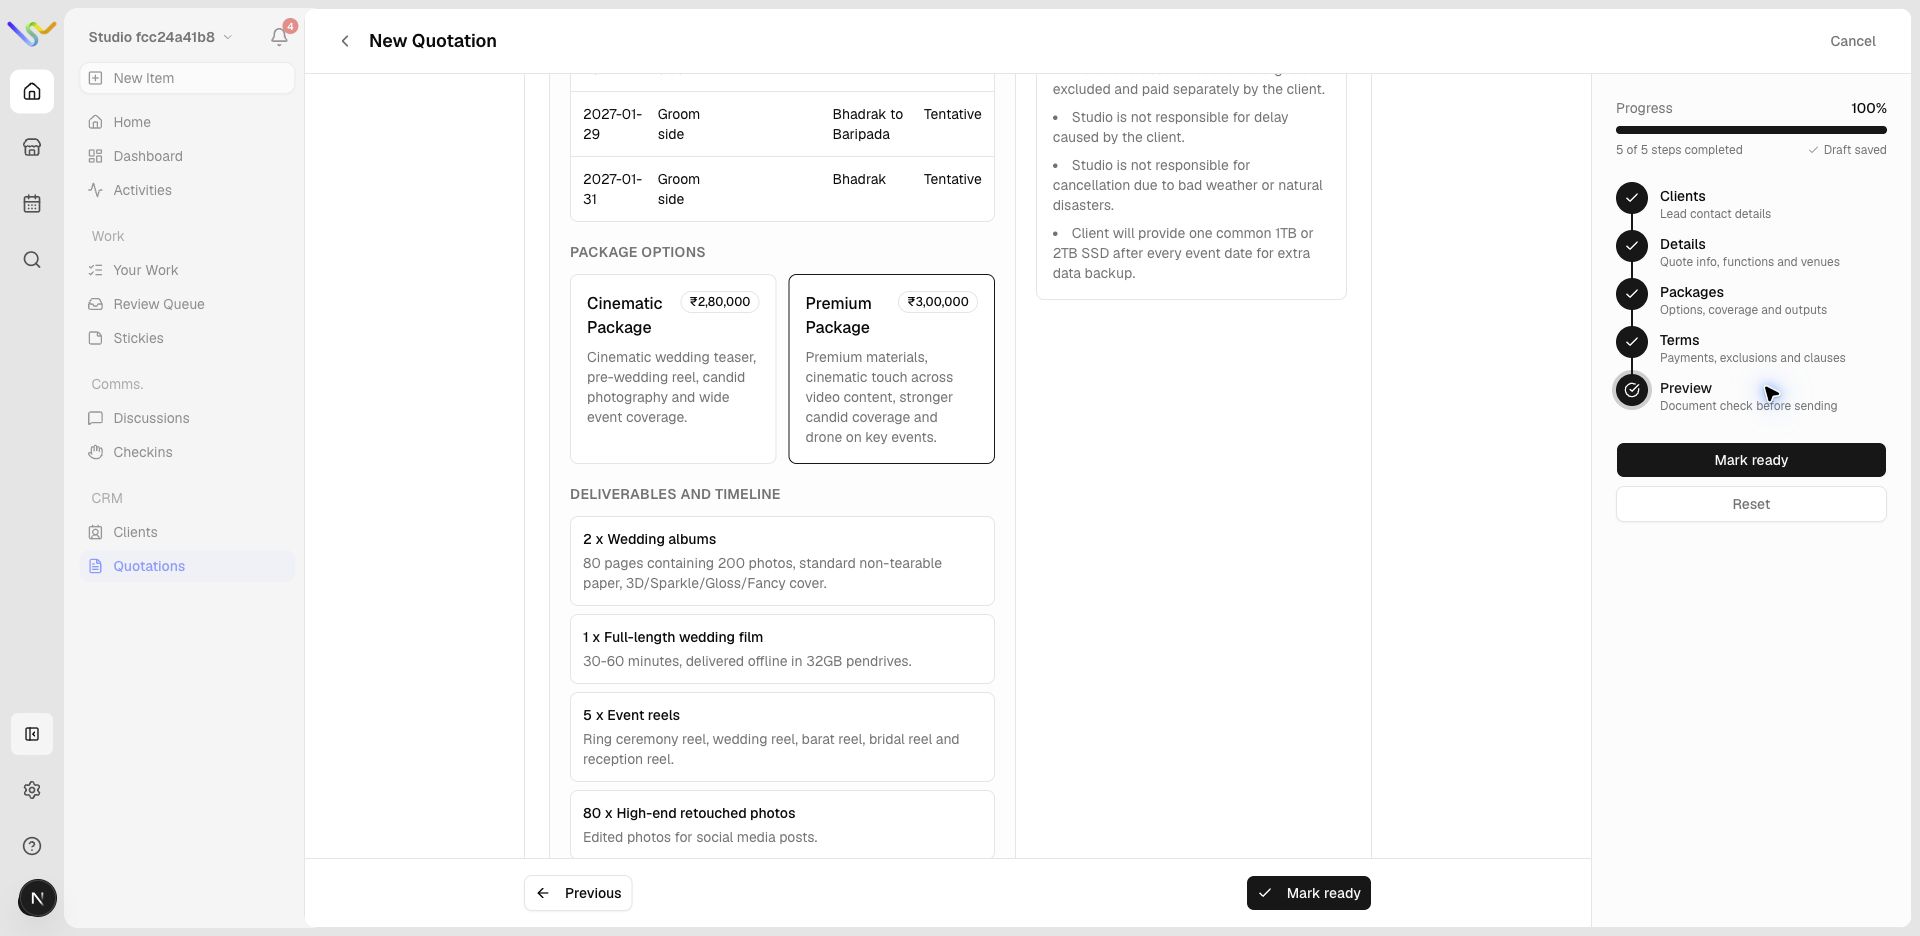 Studio fcc24a41b8
4
New Item
Home
Dashboard
Activities
Work
Your Work
Review Queue
Stickies
Comms.
Discussions
Checkins
CRM
Clients
Quotations
N
New Quotation
Cancel
2027-01-29 Groom side Bhadrak to Baripada Tentative
2027-01-31 Groom side Bhadrak Tentative
PACKAGE OPTIONS
Cinematic Package ₹2,80,000
Cinematic wedding teaser,
pre-wedding reel, candid
photography and wide
event coverage.
Premium Package ₹3,00,000
Premium materials,
cinematic touch across
video content, stronger
candid coverage and
drone on key events.
DELIVERABLES AND TIMELINE
2 x Wedding albums
80 pages containing 200 photos, standard non-tearable
paper, 3D/Sparkle/Gloss/Fancy cover.
1 x Full-length wedding film
30-60 minutes, delivered offline in 32GB pendrives.
5 x Event reels
Ring ceremony reel, wedding reel, barat reel, bridal reel and
reception reel.
80 x High-end retouched photos
Edited photos for social media posts.
excluded and paid separately by the client.
• Studio is not responsible for delay
caused by the client.
• Studio is not responsible for
cancellation due to bad weather or natural
disasters.
• Client will provide one common 1TB or
2TB SSD after every event date for extra
data backup.
Previous
Mark ready
Progress 100%
5 of 5 steps completed Draft saved
Clients
Lead contact details
Details
Quote info, functions and venues
Packages
Options, coverage and outputs
Terms
Payments, exclusions and clauses
Preview
Document check before sending
Mark ready
Reset